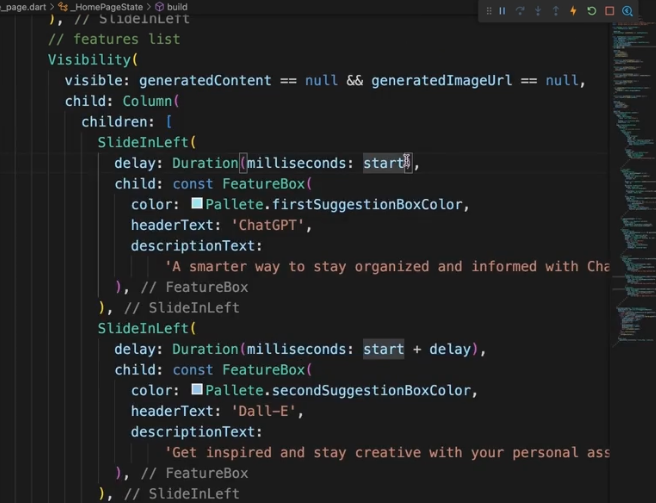 _page.dart > _HomePageState > build
), // SlideInLeft
// features list
Visibility(
visible: generatedContent == null && generatedImageUrl == null,
child: Column(
children: [
SlideInLeft(
delay: Duration(milliseconds: start),
child: const FeatureBox(
color: Pallete.firstSuggestionBoxColor,
headerText: 'ChatGPT',
descriptionText:
'A smarter way to stay organized and informed with Cha
), // FeatureBox
), // SlideInLeft
SlideInLeft(
delay: Duration(milliseconds: start + delay),
child: const FeatureBox(
color: Pallete.secondSuggestionBoxColor,
headerText: 'Dall-E',
descriptionText:
'Get inspired and stay creative with your personal ass
), // FeatureBox
), // SlideInLeft